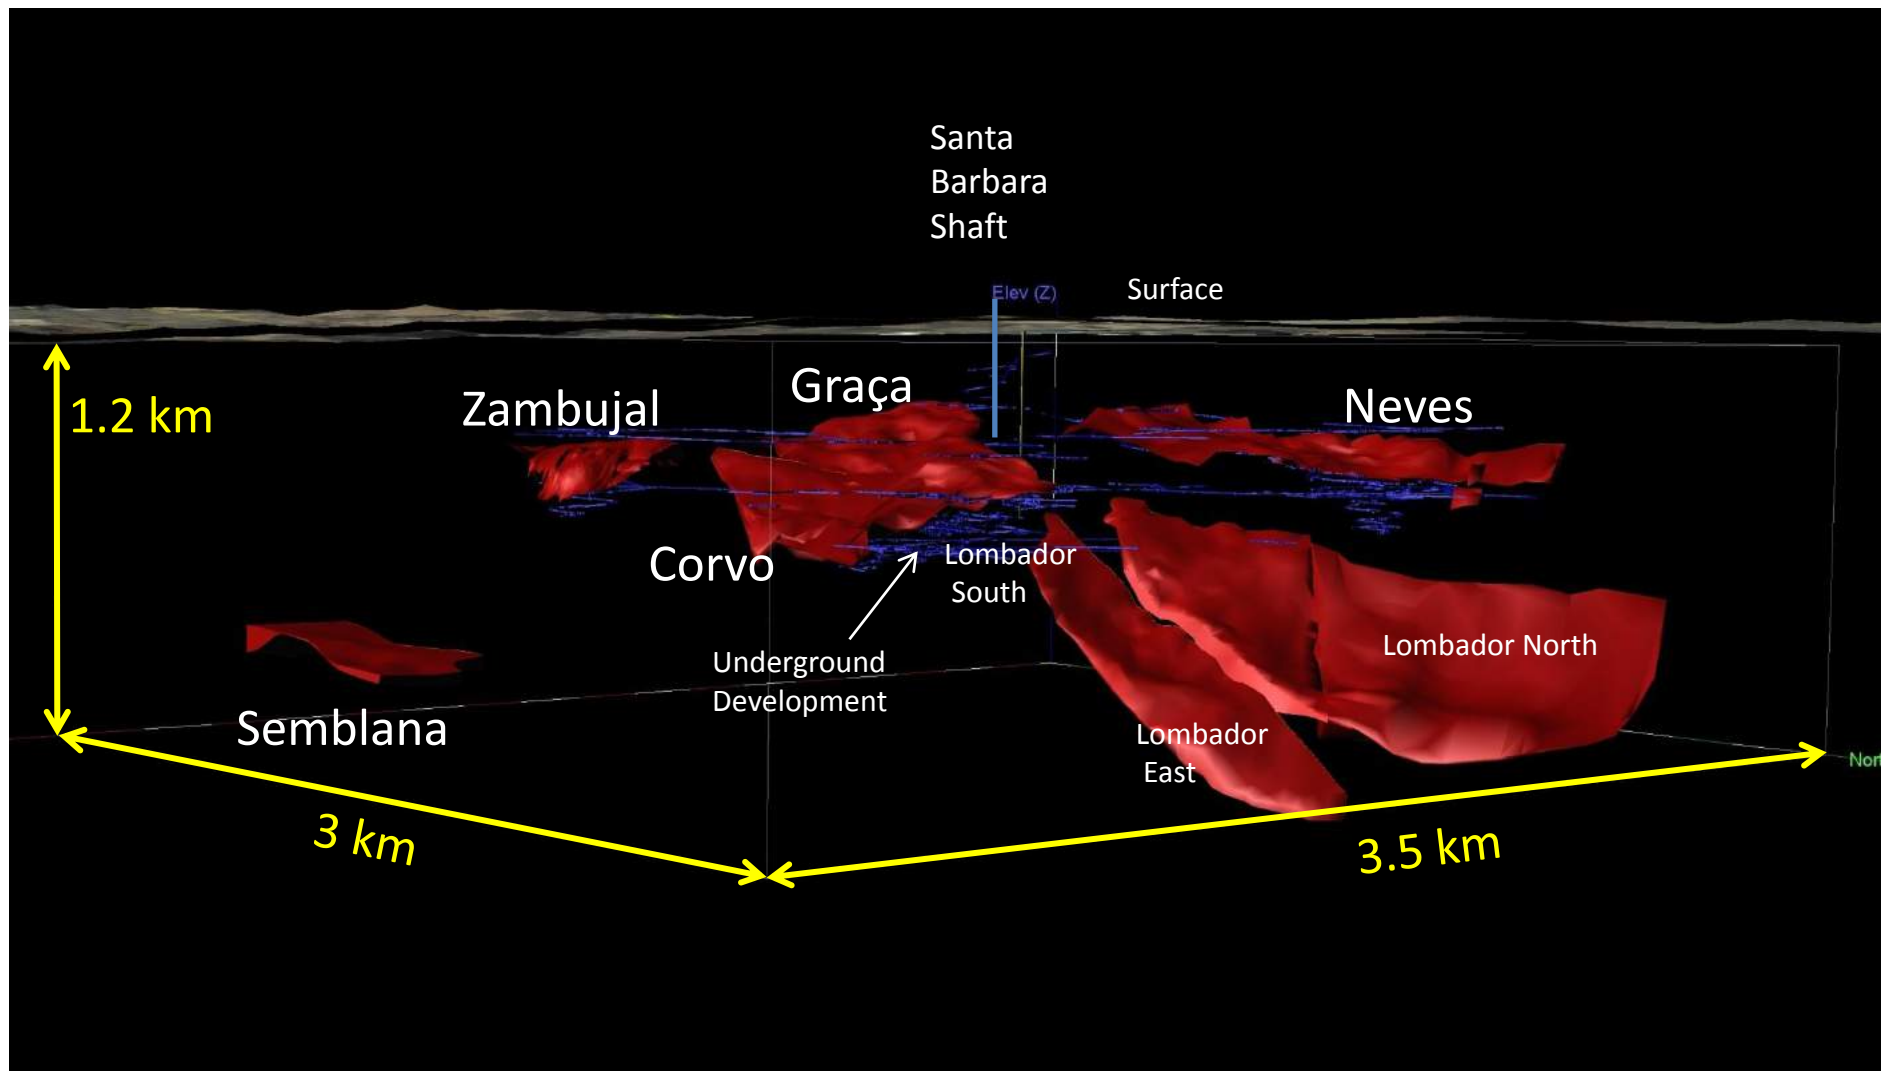 Santa
Barbara
Shaft
Elev (Z)
Surface
1.2 km
Zambujal
Graça
Neves
Corvo
Lombador
South
Underground
Development
Lombador North
Semblana
Lombador
East
Nort
3 km
3.5 km